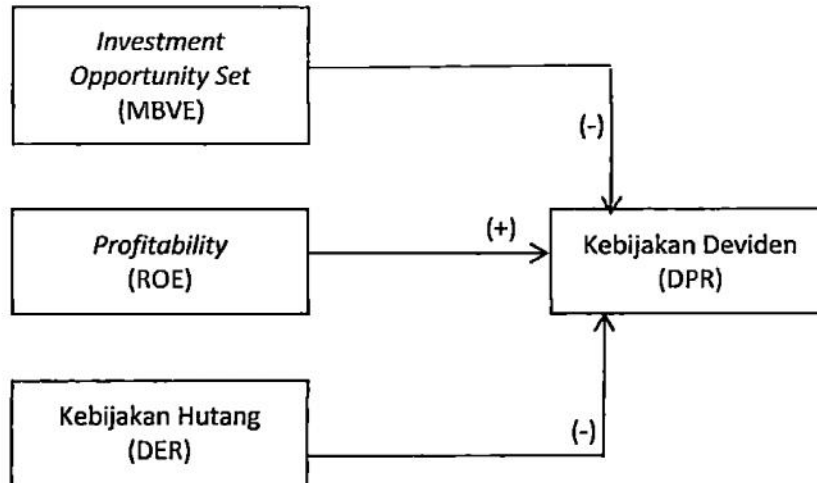 Investment
Opportunity Set
(MBVE)
(-)
Profitability
(ROE)
(+)
Kebijakan Deviden
(DPR)
Kebijakan Hutang
(DER)
(-)